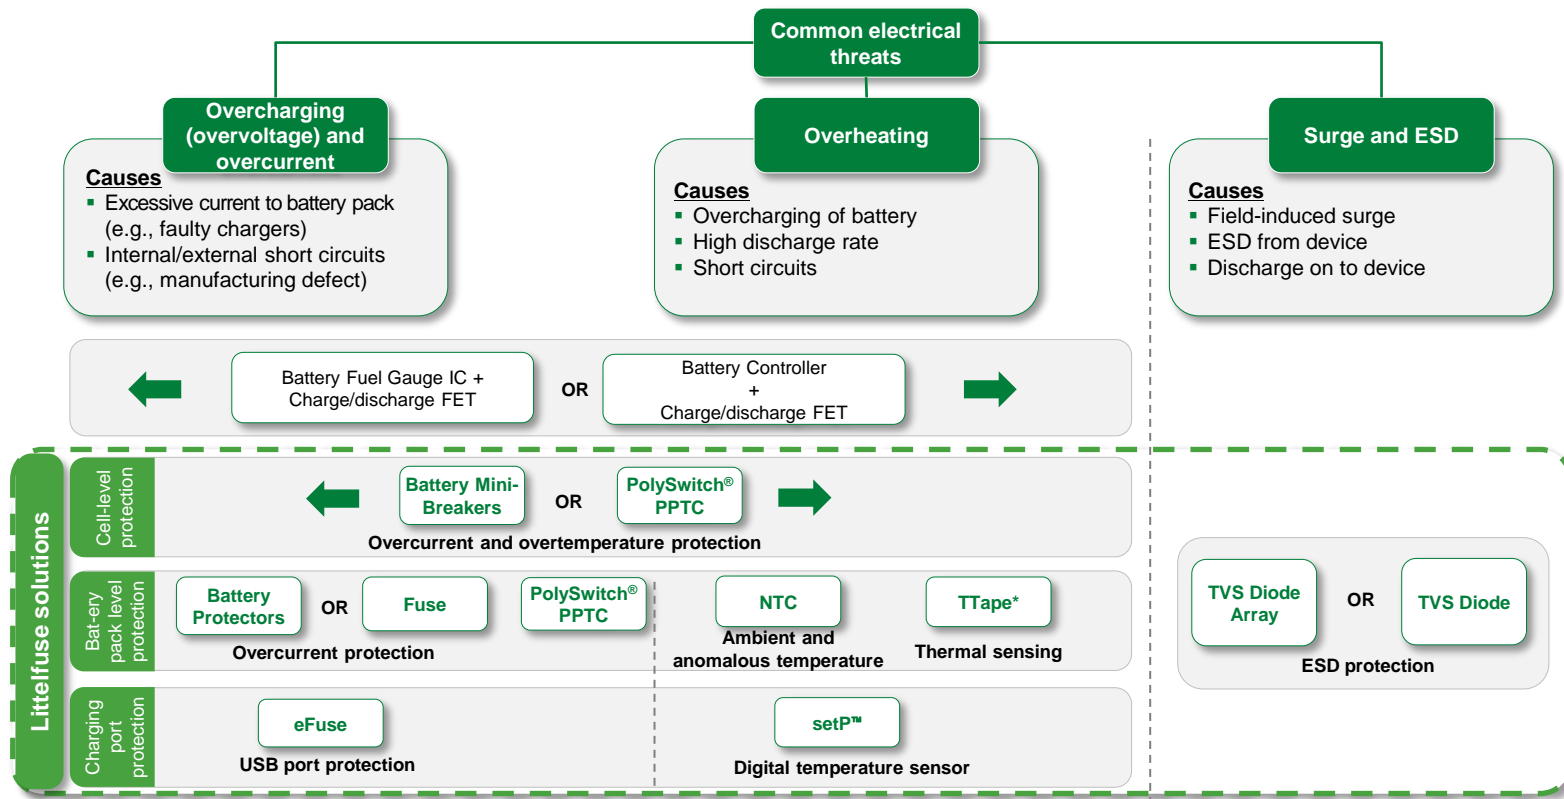 Common electrical
threats
Overcharging
(overvoltage) and
overcurrent
Causes
▪ Excessive current to battery pack
(e.g., faulty chargers)
▪ Internal/external short circuits
(e.g., manufacturing defect)
Overheating
Causes
▪ Overcharging of battery
▪ High discharge rate
▪ Short circuits
Surge and ESD
Causes
▪ Field-induced surge
▪ ESD from device
▪ Discharge on to device
Battery Fuel Gauge IC +
Charge/discharge FET
OR
Battery Controller
+
Charge/discharge FET
Littelfuse solutions
Cell-level
protection
Battery Mini-
Breakers
OR
PolySwitch®
PPTC
Overcurrent and overtemperature protection
Bat-ery
pack level
protection
Battery
Protectors
OR
Fuse
PolySwitch®
PPTC
Overcurrent protection
NTC
Ambient and
anomalous temperature
TTape*
Thermal sensing
Charging
port
protection
eFuse
USB port protection
setP™
Digital temperature sensor
TVS Diode
Array
OR
TVS Diode
ESD protection